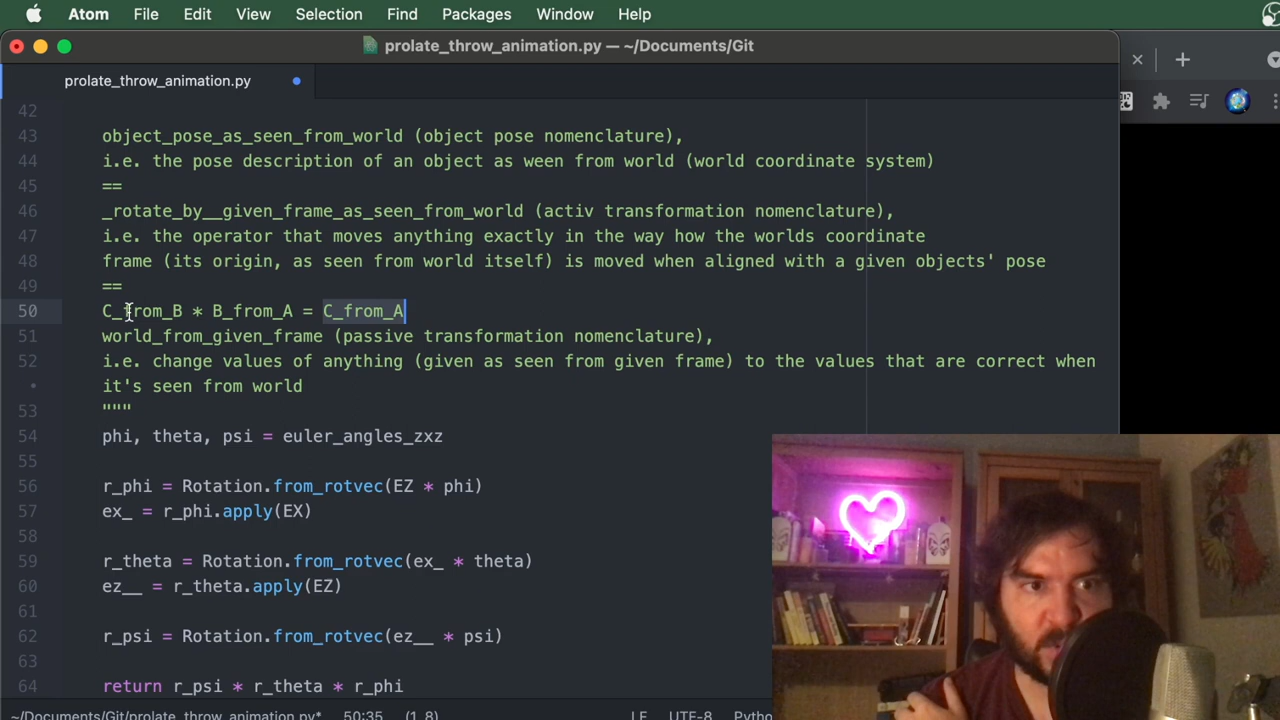 Atom File Edit View Selection Find Packages Window Help
prolate_throw_animation.py — ~/Documents/Git
prolate_throw_animation.py
42
43 object_pose_as_seen_from_world (object pose nomenclature),
44 i.e. the pose description of an object as ween from world (world coordinate system)
45 ==
46 _rotate_by__given_frame_as_seen_from_world (activ transformation nomenclature),
47 i.e. the operator that moves anything exactly in the way how the worlds coordinate
48 frame (its origin, as seen from world itself) is moved when aligned with a given objects' pose
49 ==
50 C_from_B * B_from_A = C_from_A
51 world_from_given_frame (passive transformation nomenclature),
52 i.e. change values of anything (given as seen from given frame) to the values that are correct when
• it's seen from world
53 """
54 phi, theta, psi = euler_angles_zxz
55
56 r_phi = Rotation.from_rotvec(EZ * phi)
57 ex_ = r_phi.apply(EX)
58
59 r_theta = Rotation.from_rotvec(ex_ * theta)
60 ez__ = r_theta.apply(EZ)
61
62 r_psi = Rotation.from_rotvec(ez__ * psi)
63
64 return r_psi * r_theta * r_phi
~/Documents/Git/prolate_throw_animation.py* 50:35 (1, 8) LF UTF-8 Pytho